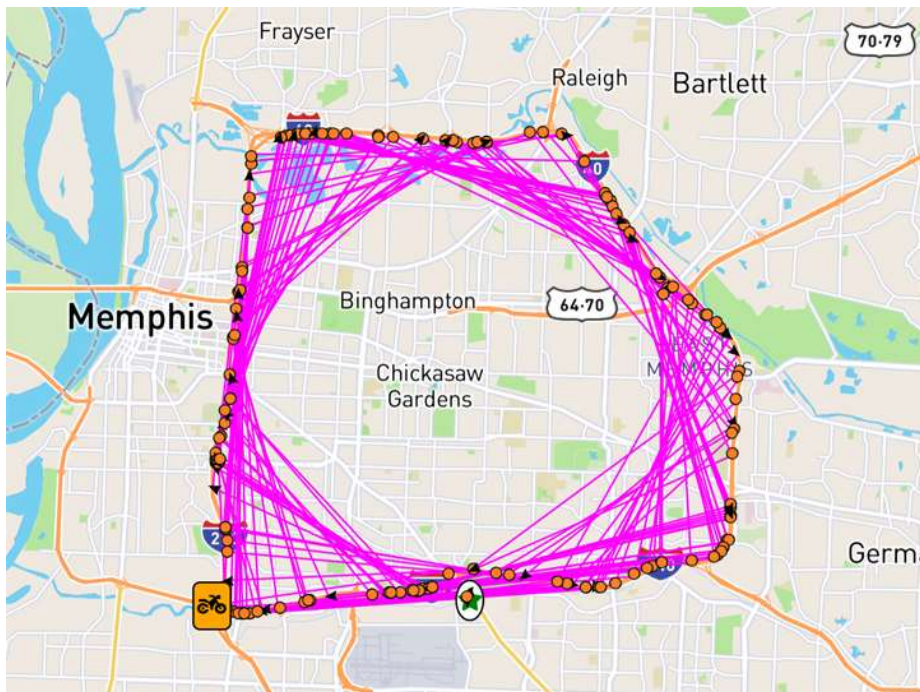 Frayser
70-79
Raleigh
Bartlett
Binghampton
64-70
Memphis
Chickasaw
Gardens
Germ